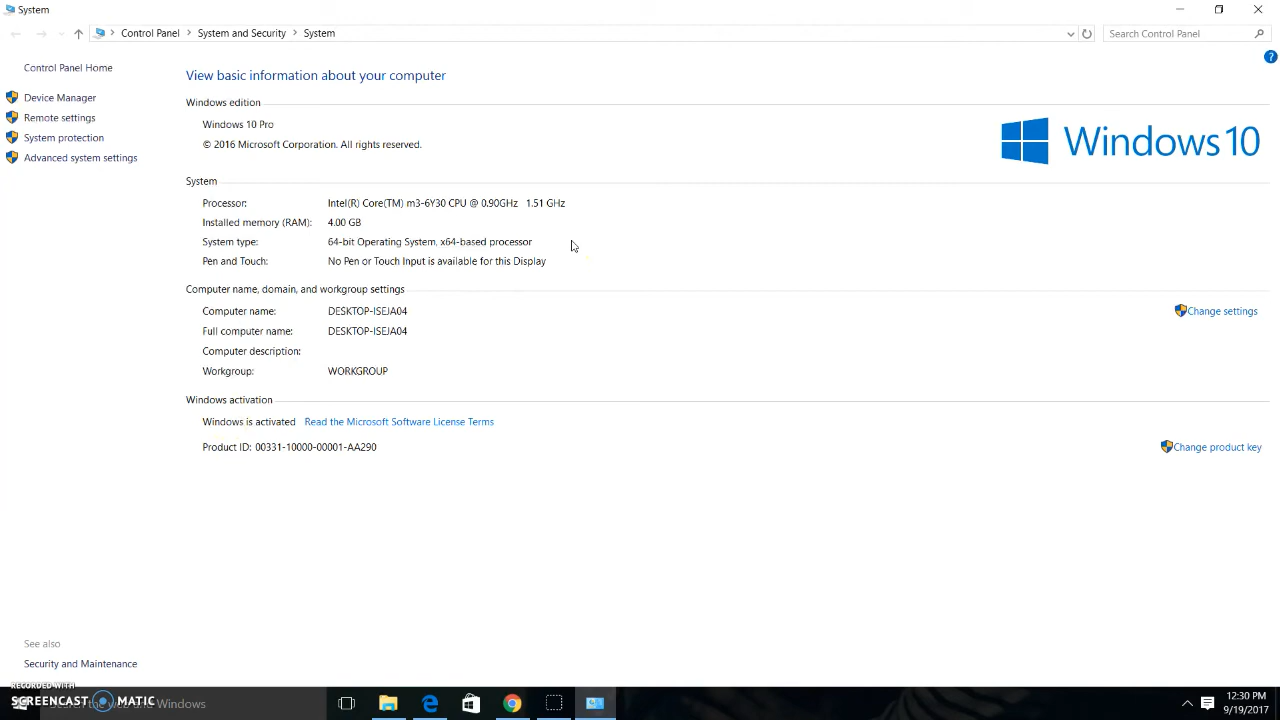 System
Control Panel > System and Security > System
Search Control Panel
Control Panel Home
Device Manager
Remote settings
System protection
Advanced system settings
View basic information about your computer
Windows edition
Windows 10 Pro
© 2016 Microsoft Corporation. All rights reserved.
Windows 10
System
Processor: Intel(R) Core(TM) m3-6Y30 CPU @ 0.90GHz 1.51 GHz
Installed memory (RAM): 4.00 GB
System type: 64-bit Operating System, x64-based processor
Pen and Touch: No Pen or Touch Input is available for this Display
Computer name, domain, and workgroup settings
Computer name: DESKTOP-ISEJA04
Change settings
Full computer name: DESKTOP-ISEJA04
Computer description:
Workgroup: WORKGROUP
Windows activation
Windows is activated Read the Microsoft Software License Terms
Product ID: 00331-10000-00001-AA290
Change product key
See also
Security and Maintenance
RECORDED WITH
SCREENCAST MATIC
the web and Windows
12:30 PM
9/19/2017